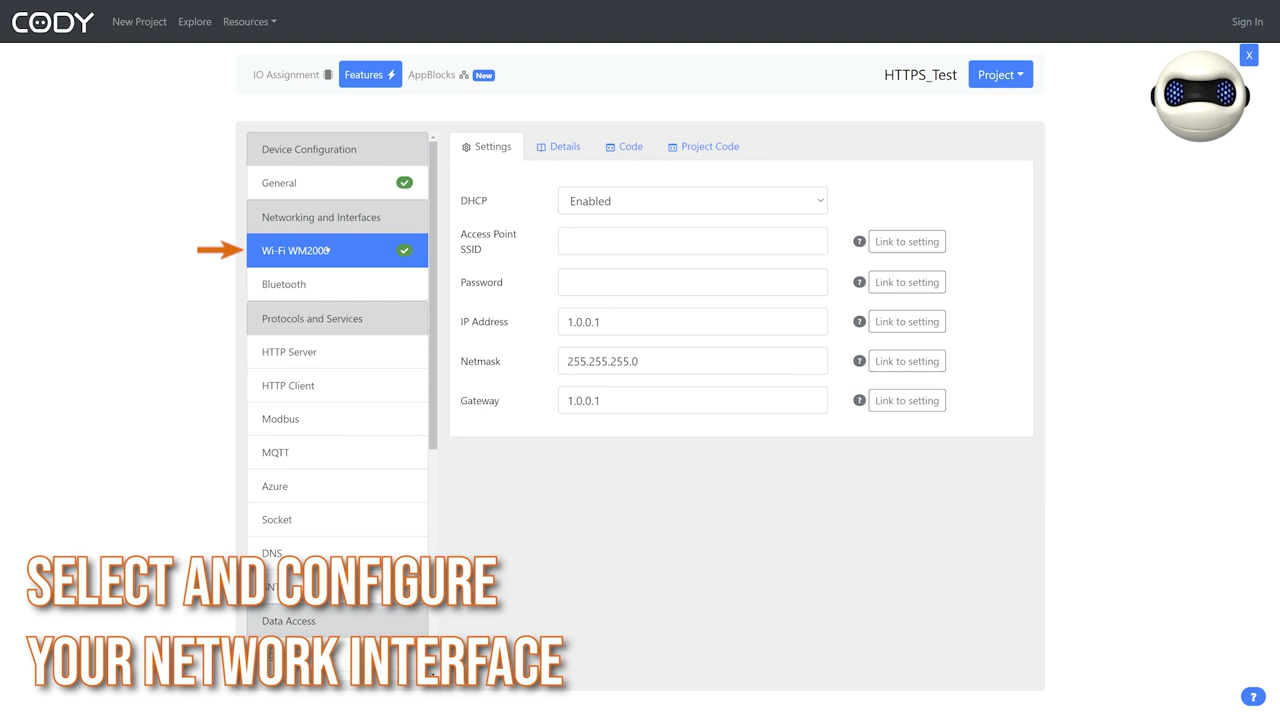 CODY
New Project
Explore
Resources
Sign In
X
IO Assignment
Features
AppBlocks
New
HTTPS_Test
Project
Device Configuration
General
Networking and Interfaces
Wi-Fi WM2000
Bluetooth
Protocols and Services
HTTP Server
HTTP Client
Modbus
MQTT
Azure
Socket
DNS
Data Access
Settings
Details
Code
Project Code
DHCP
Enabled
Access Point
SSID
? Link to setting
Password
? Link to setting
IP Address
1.0.0.1
? Link to setting
Netmask
255.255.255.0
? Link to setting
Gateway
1.0.0.1
? Link to setting
SELECT AND CONFIGURE
YOUR NETWORK INTERFACE
?